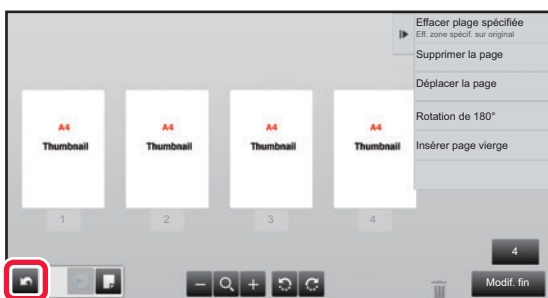 Effacer plage spécifiée
Eff. zone spécif. sur original
Supprimer la page
Déplacer la page
Rotation de 180°
Insérer page vierge
A4
Thumbnail
A4
Thumbnail
A4
Thumbnail
A4
Thumbnail
1
2
3
4
4
Modif. fin